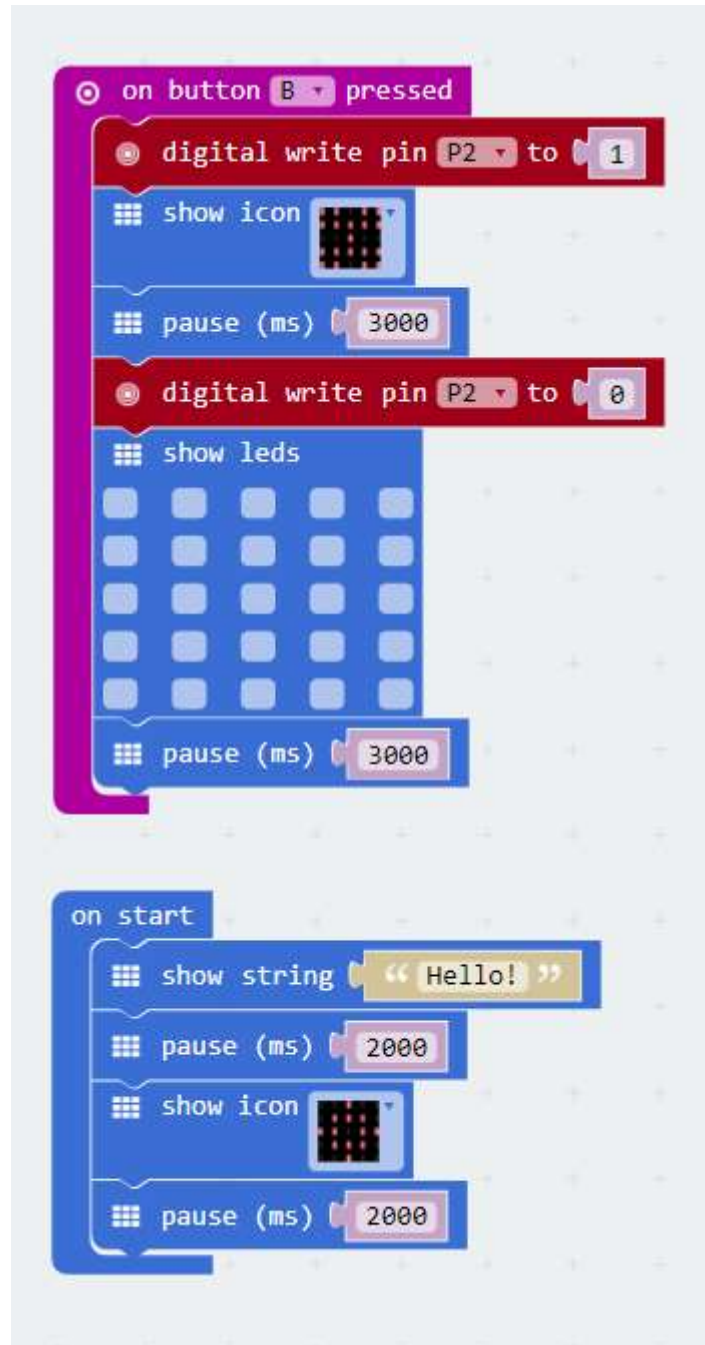 on button B pressed
digital write pin P2 to 1
show icon
pause (ms) 3000
digital write pin P2 to 0
show leds
pause (ms) 3000
on start
show string “ Hello! ”
pause (ms) 2000
show icon
pause (ms) 2000